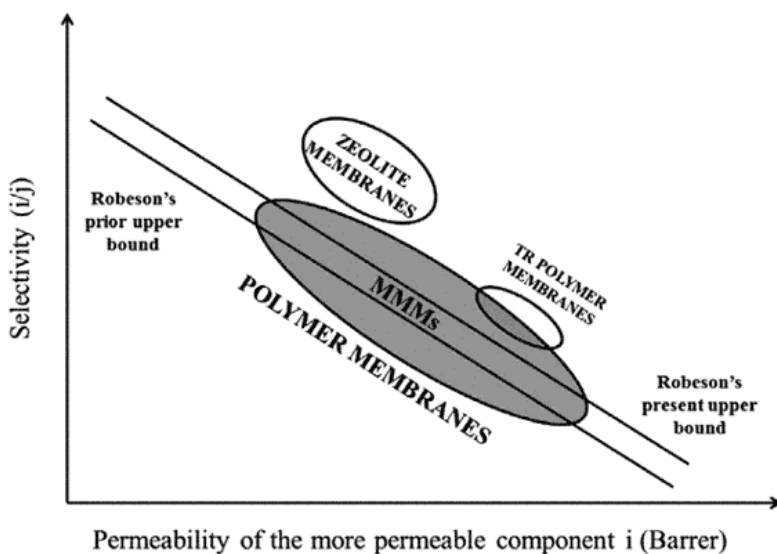 ZEOLITE
MEMBRANES
Robeson’s
prior upper
bound
Selectivity (i/j)
TR POLYMER
MEMBRANES
MMMs
POLYMER MEMBRANES
Robeson’s
present upper
bound
Permeability of the more permeable component i (Barrer)